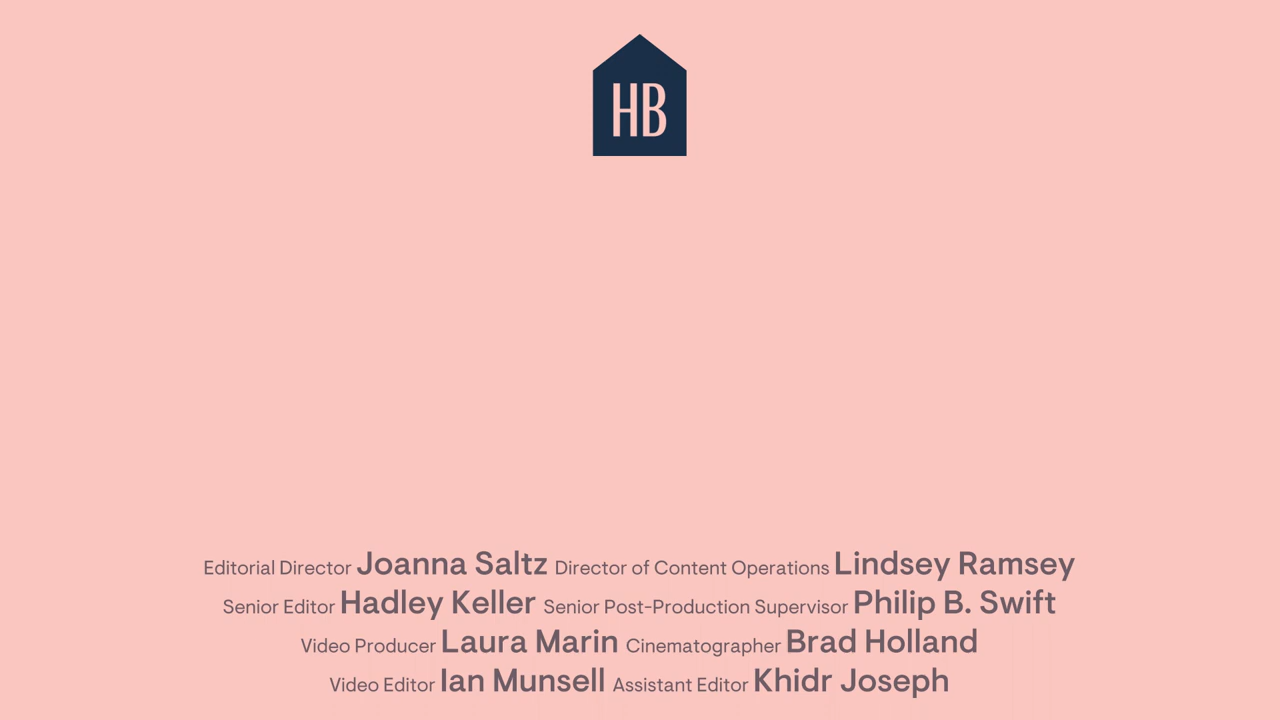 HB
Editorial Director Joanna Saltz Director of Content Operations Lindsey Ramsey
Senior Editor Hadley Keller Senior Post-Production Supervisor Philip B. Swift
Video Producer Laura Marin Cinematographer Brad Holland
Video Editor Ian Munsell Assistant Editor Khidr Joseph